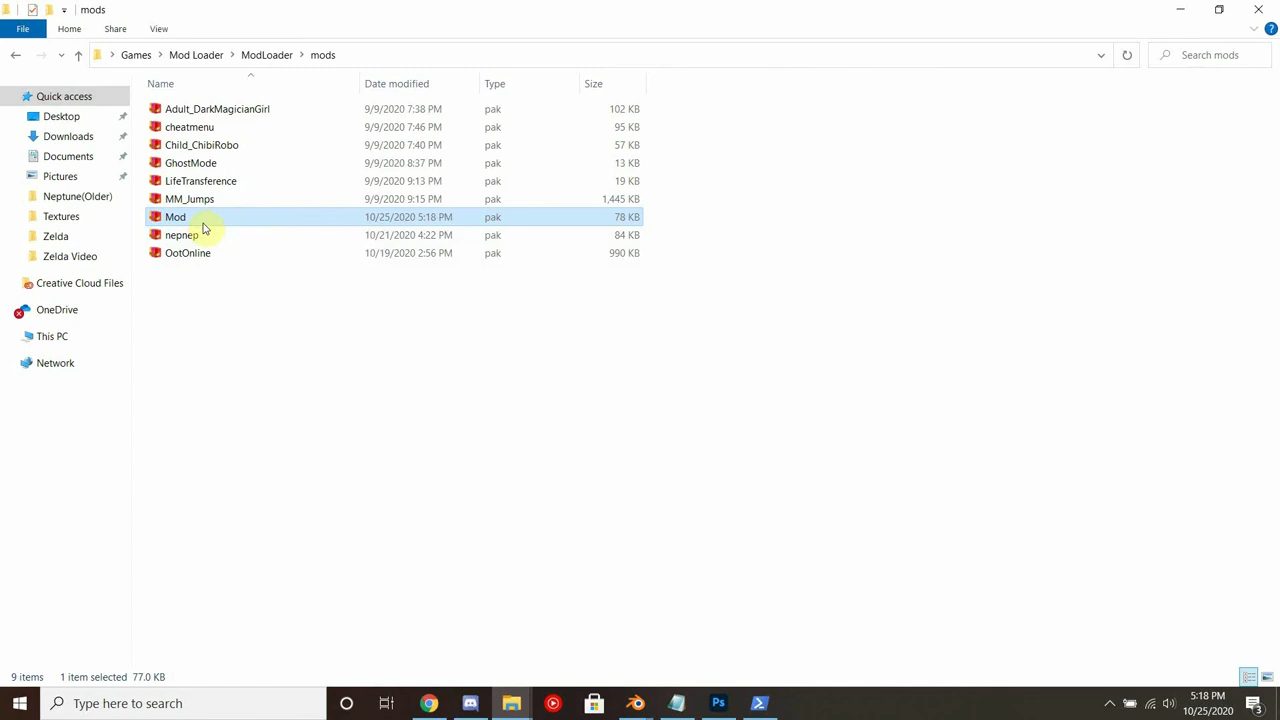 mods
File Home Share View
Games Mod Loader ModLoader mods Search mods
Name Date modified Type Size
Quick access
Desktop
Downloads
Documents
Pictures
Neptune(Older)
Textures
Zelda
Zelda Video
Creative Cloud Files
OneDrive
This PC
Network
Adult_DarkMagicianGirl 9/9/2020 7:38 PM pak 102 KB
cheatmenu 9/9/2020 7:46 PM pak 95 KB
Child_ChibiRobo 9/9/2020 7:40 PM pak 57 KB
GhostMode 9/9/2020 8:37 PM pak 13 KB
LifeTransference 9/9/2020 9:13 PM pak 19 KB
MM_Jumps 9/9/2020 9:15 PM pak 1,445 KB
Mod 10/25/2020 5:18 PM pak 78 KB
nepnep 10/21/2020 4:22 PM pak 84 KB
OotOnline 10/19/2020 2:56 PM pak 990 KB
9 items 1 item selected 77.0 KB
Type here to search
Ps
5:18 PM
10/25/2020
3